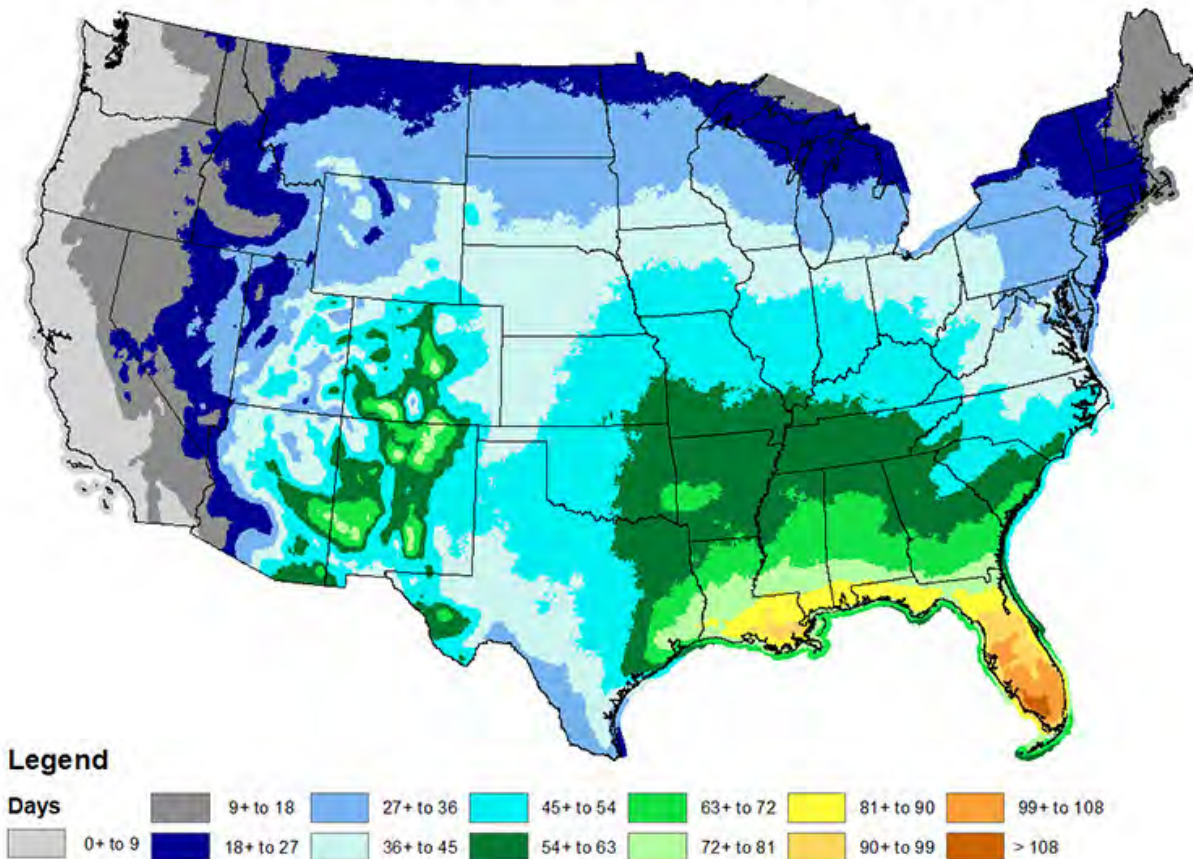 Legend
Days
9+ to 18
27+ to 36
45+ to 54
63+ to 72
81+ to 90
99+ to 108
0+ to 9
18+ to 27
36+ to 45
54+ to 63
72+ to 81
90+ to 99
> 108